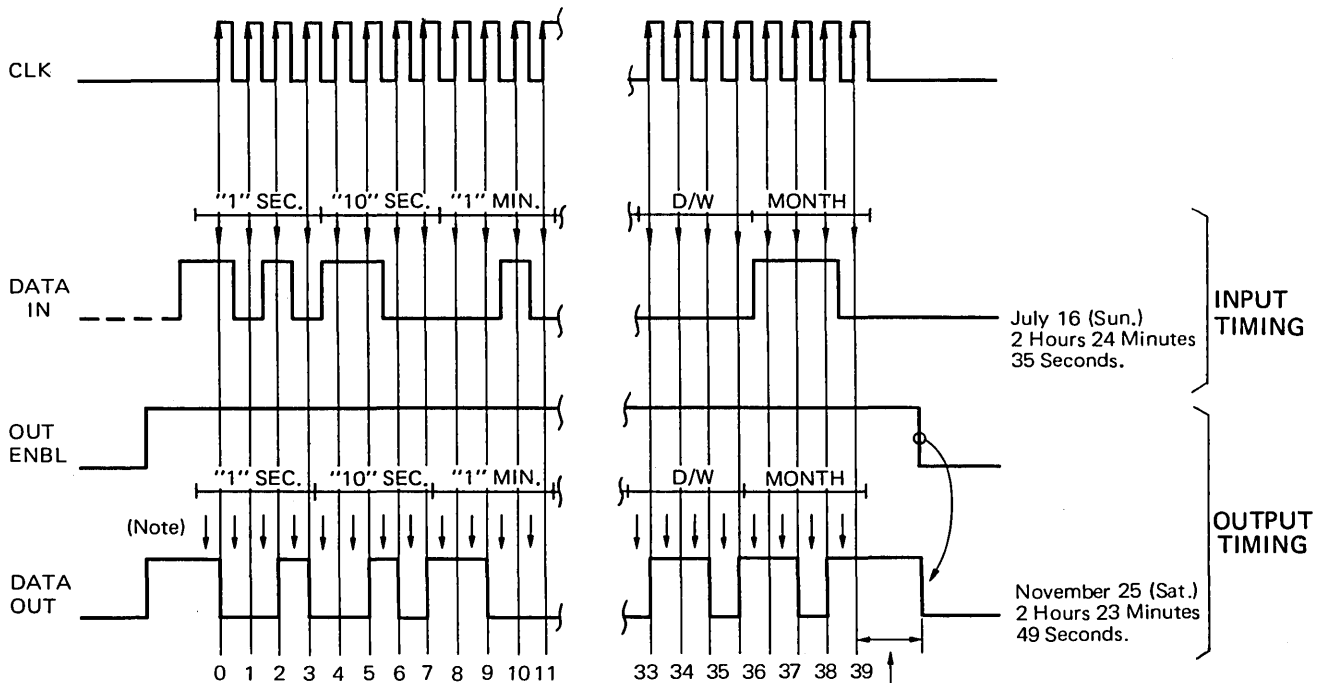 CLK
"1" SEC. "10" SEC. "1" MIN. D/W MONTH
DATA
IN
July 16 (Sun.)
2 Hours 24 Minutes
35 Seconds.
INPUT
TIMING
OUT
ENBL
"1" SEC. "10" SEC. "1" MIN. D/W MONTH
(Note)
DATA
OUT
November 25 (Sat.)
2 Hours 23 Minutes
49 Seconds.
OUTPUT
TIMING
0 1 2 3 4 5 6 7 8 9 10 11 33 34 35 36 37 38 39